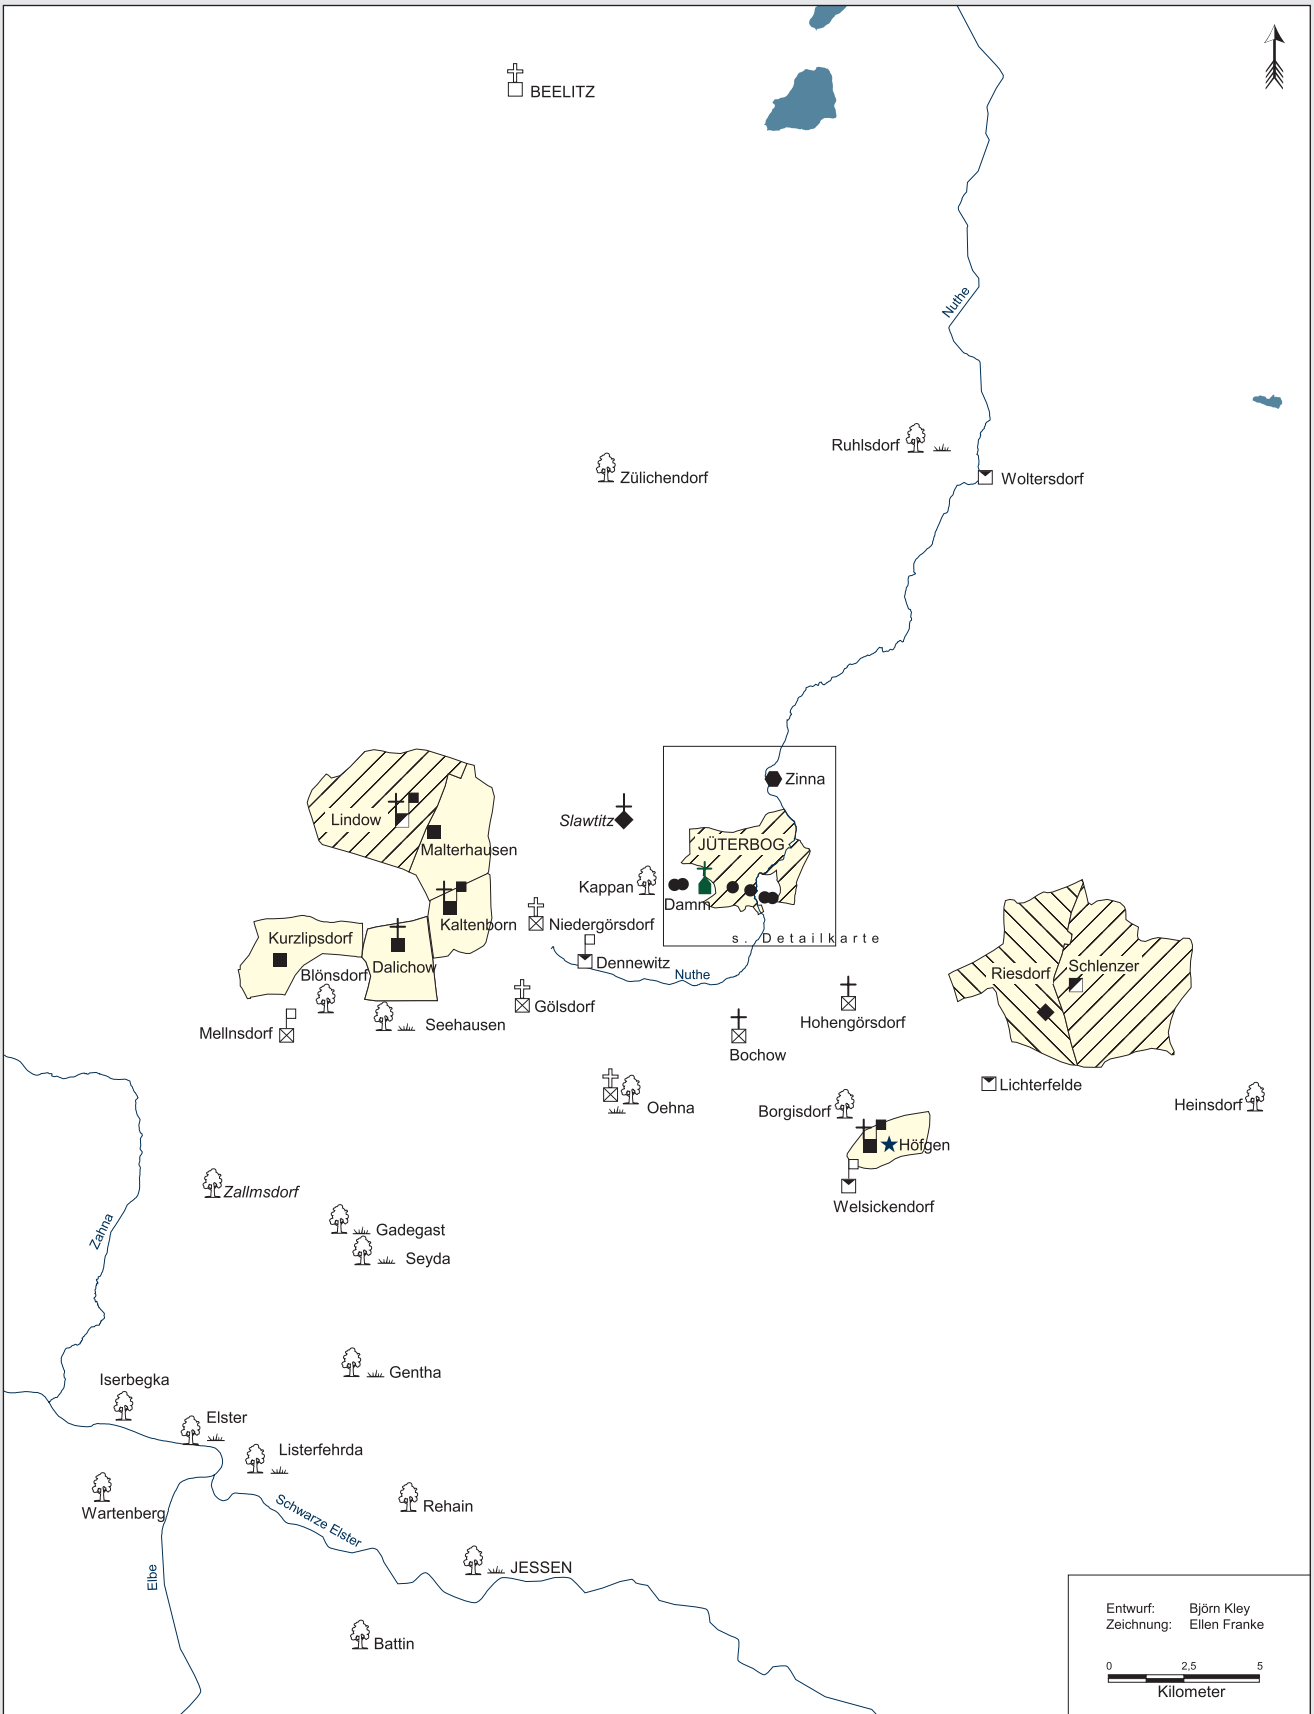 BEELITZ
Nuthe
Ruhlsdorf
Zülichendorf
Woltersdorf
Zinna
Lindow
Slawtitz
Malterhausen
JÜTERBOG
Kappan
Damm
Kaltenborn
Niedergörsdorf
Kurzlipsdorf
s. Detailkarte
Dalichow
Dennewitz
Blönsdorf
Nuthe
Riesdorf
Schlenzer
Gölsdorf
Seehausen
Mellnsdorf
Hohengörsdorf
Bochow
Lichterfelde
Oehna
Borgisdorf
Heinsdorf
Höfgen
Zallmsdorf
Welsickendorf
Zahna
Gadegast
Seyda
Gentha
Iserbegka
Elster
Listerfehrda
Wartenberg
Rehain
Schwarze Elster
Elbe
JESSEN
Battin
Entwurf: Björn Kley
Zeichnung: Ellen Franke
0 2,5 5
Kilometer